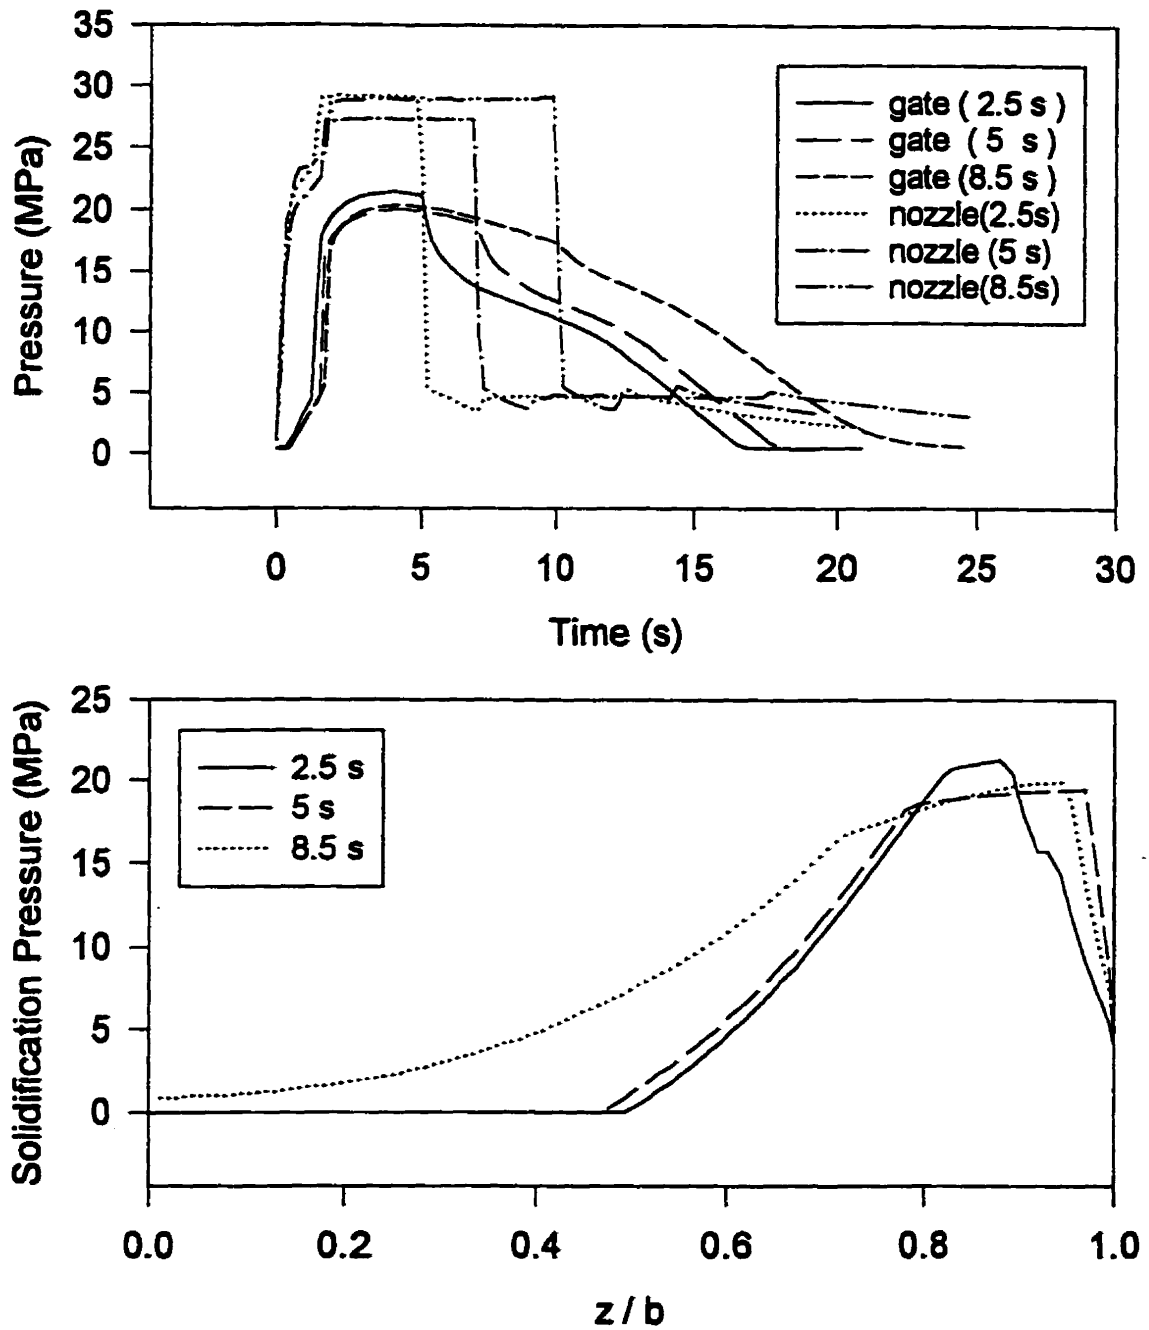 35
30
25
20
15
10
5
0
Pressure (MPa)
gate ( 2.5 s )
gate ( 5 s )
gate (8.5 s )
nozzle(2.5s)
nozzle (5 s)
nozzle(8.5s)
0 5 10 15 20 25 30
Time (s)
25
20
15
10
5
0
Solidification Pressure (MPa)
2.5 s
5 s
8.5 s
0.0 0.2 0.4 0.6 0.8 1.0
z / b